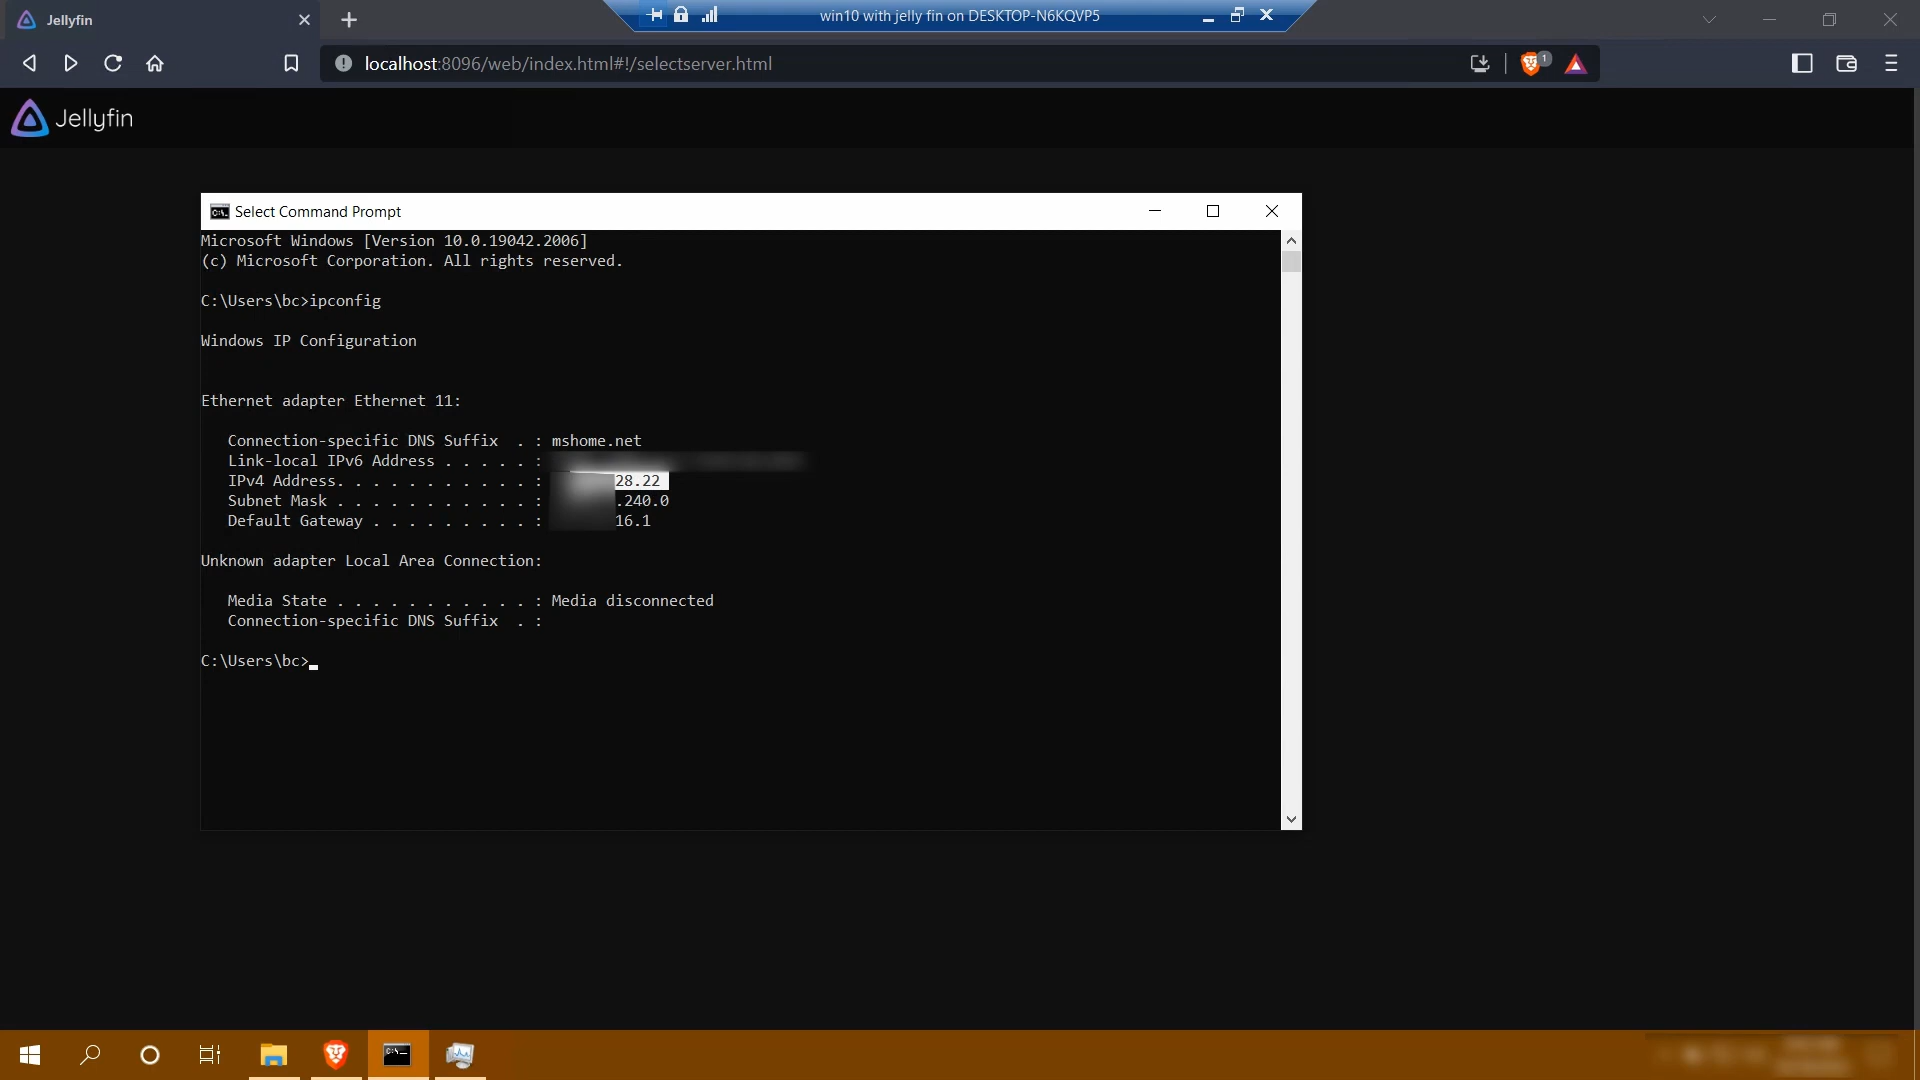 Jellyfin
win10 with jelly fin on DESKTOP-N6KQVP5
localhost:8096/web/index.html#!/selectserver.html
1
Jellyfin
Select Command Prompt
Microsoft Windows [Version 10.0.19042.2006]
(c) Microsoft Corporation. All rights reserved.
C:\Users\bc>ipconfig
Windows IP Configuration
Ethernet adapter Ethernet 11:
Connection-specific DNS Suffix  . : mshome.net
Link-local IPv6 Address . . . . . :
IPv4 Address. . . . . . . . . . . : 28.22
Subnet Mask . . . . . . . . . . . : .240.0
Default Gateway . . . . . . . . . : 16.1
Unknown adapter Local Area Connection:
Media State . . . . . . . . . . . : Media disconnected
Connection-specific DNS Suffix  . :
C:\Users\bc>